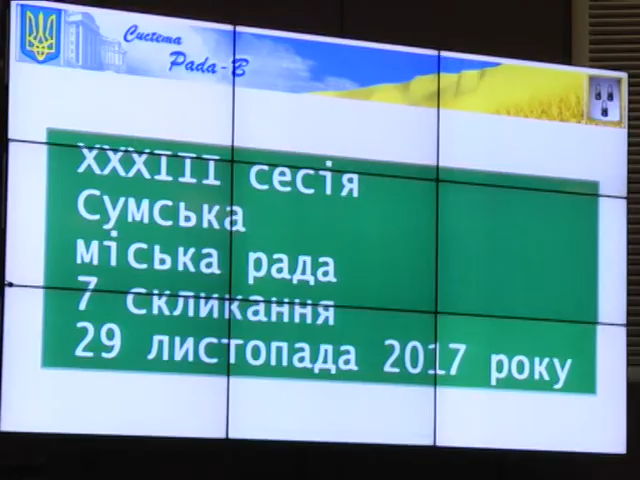 Система
Рада-В
XXXIII сесія
Сумська
міська рада
7 скликання
29 листопада 2017 року